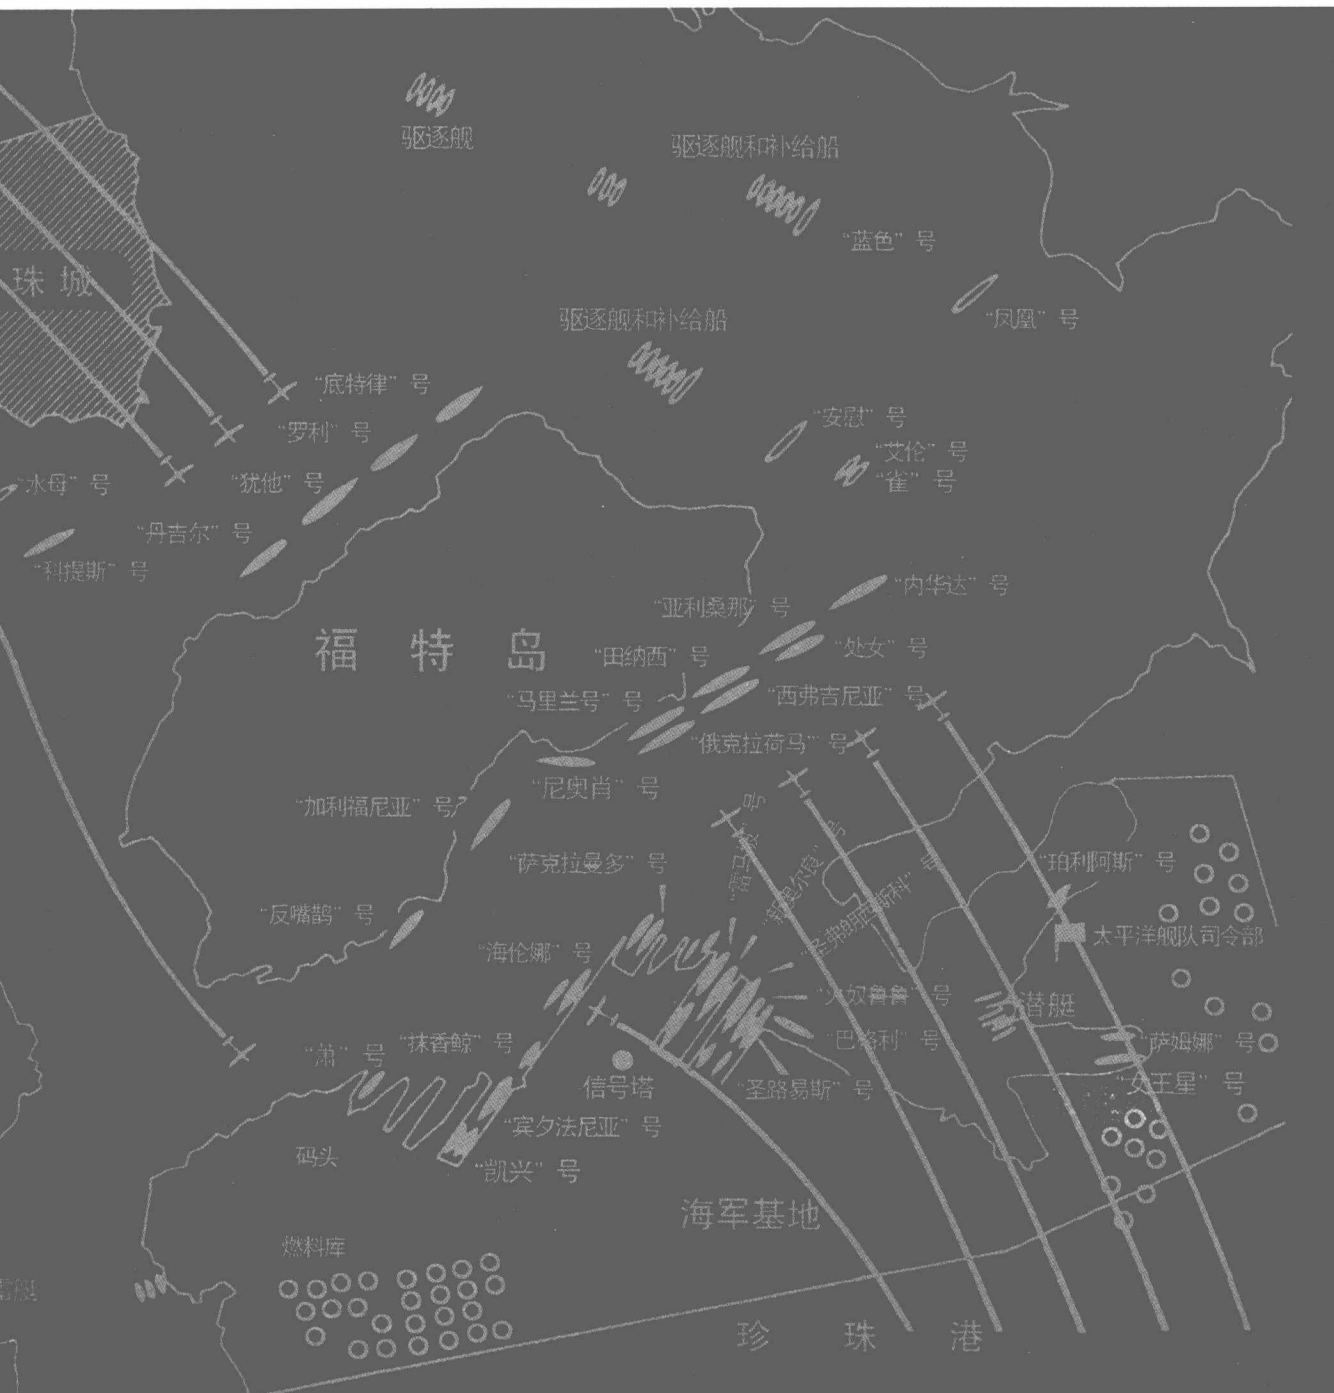 驱逐舰
驱逐舰和补给船
“蓝色” 号
珠 城
“凤凰” 号
驱逐舰和补给船
“底特律” 号
“罗利” 号
“安慰” 号
“艾伦” 号
“雀” 号
“水母” 号
“犹他” 号
“丹吉尔” 号
“科提斯” 号
“内华达” 号
“亚利桑那” 号
“处女” 号
福 特 岛
“田纳西” 号
“马里兰号” 号
“西弗吉尼亚” 号
“俄克拉荷马” 号
“尼奥肖” 号
“加利福尼亚” 号
“萨克拉曼多” 号
“珀利阿斯” 号
“反嘴鹊” 号
太平洋舰队司令部
“海伦娜” 号
“火奴鲁鲁” 号
潜艇
“巴格利” 号
“萧” 号
“抹香鲸” 号
“萨姆娜” 号
信号塔
“圣路易斯” 号
“女王星” 号
“宾夕法尼亚” 号
码头
“凯兴” 号
海军基地
燃料库
珍 珠 港